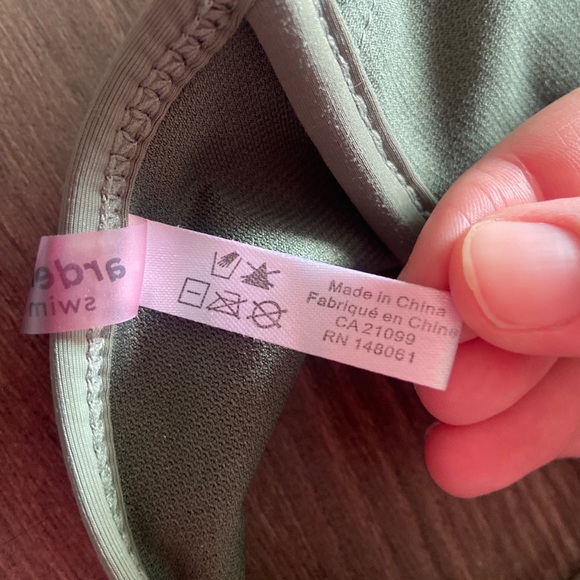 arde
swim
Made in China
Fabriqué en Chine
CA 21099
RN 148061